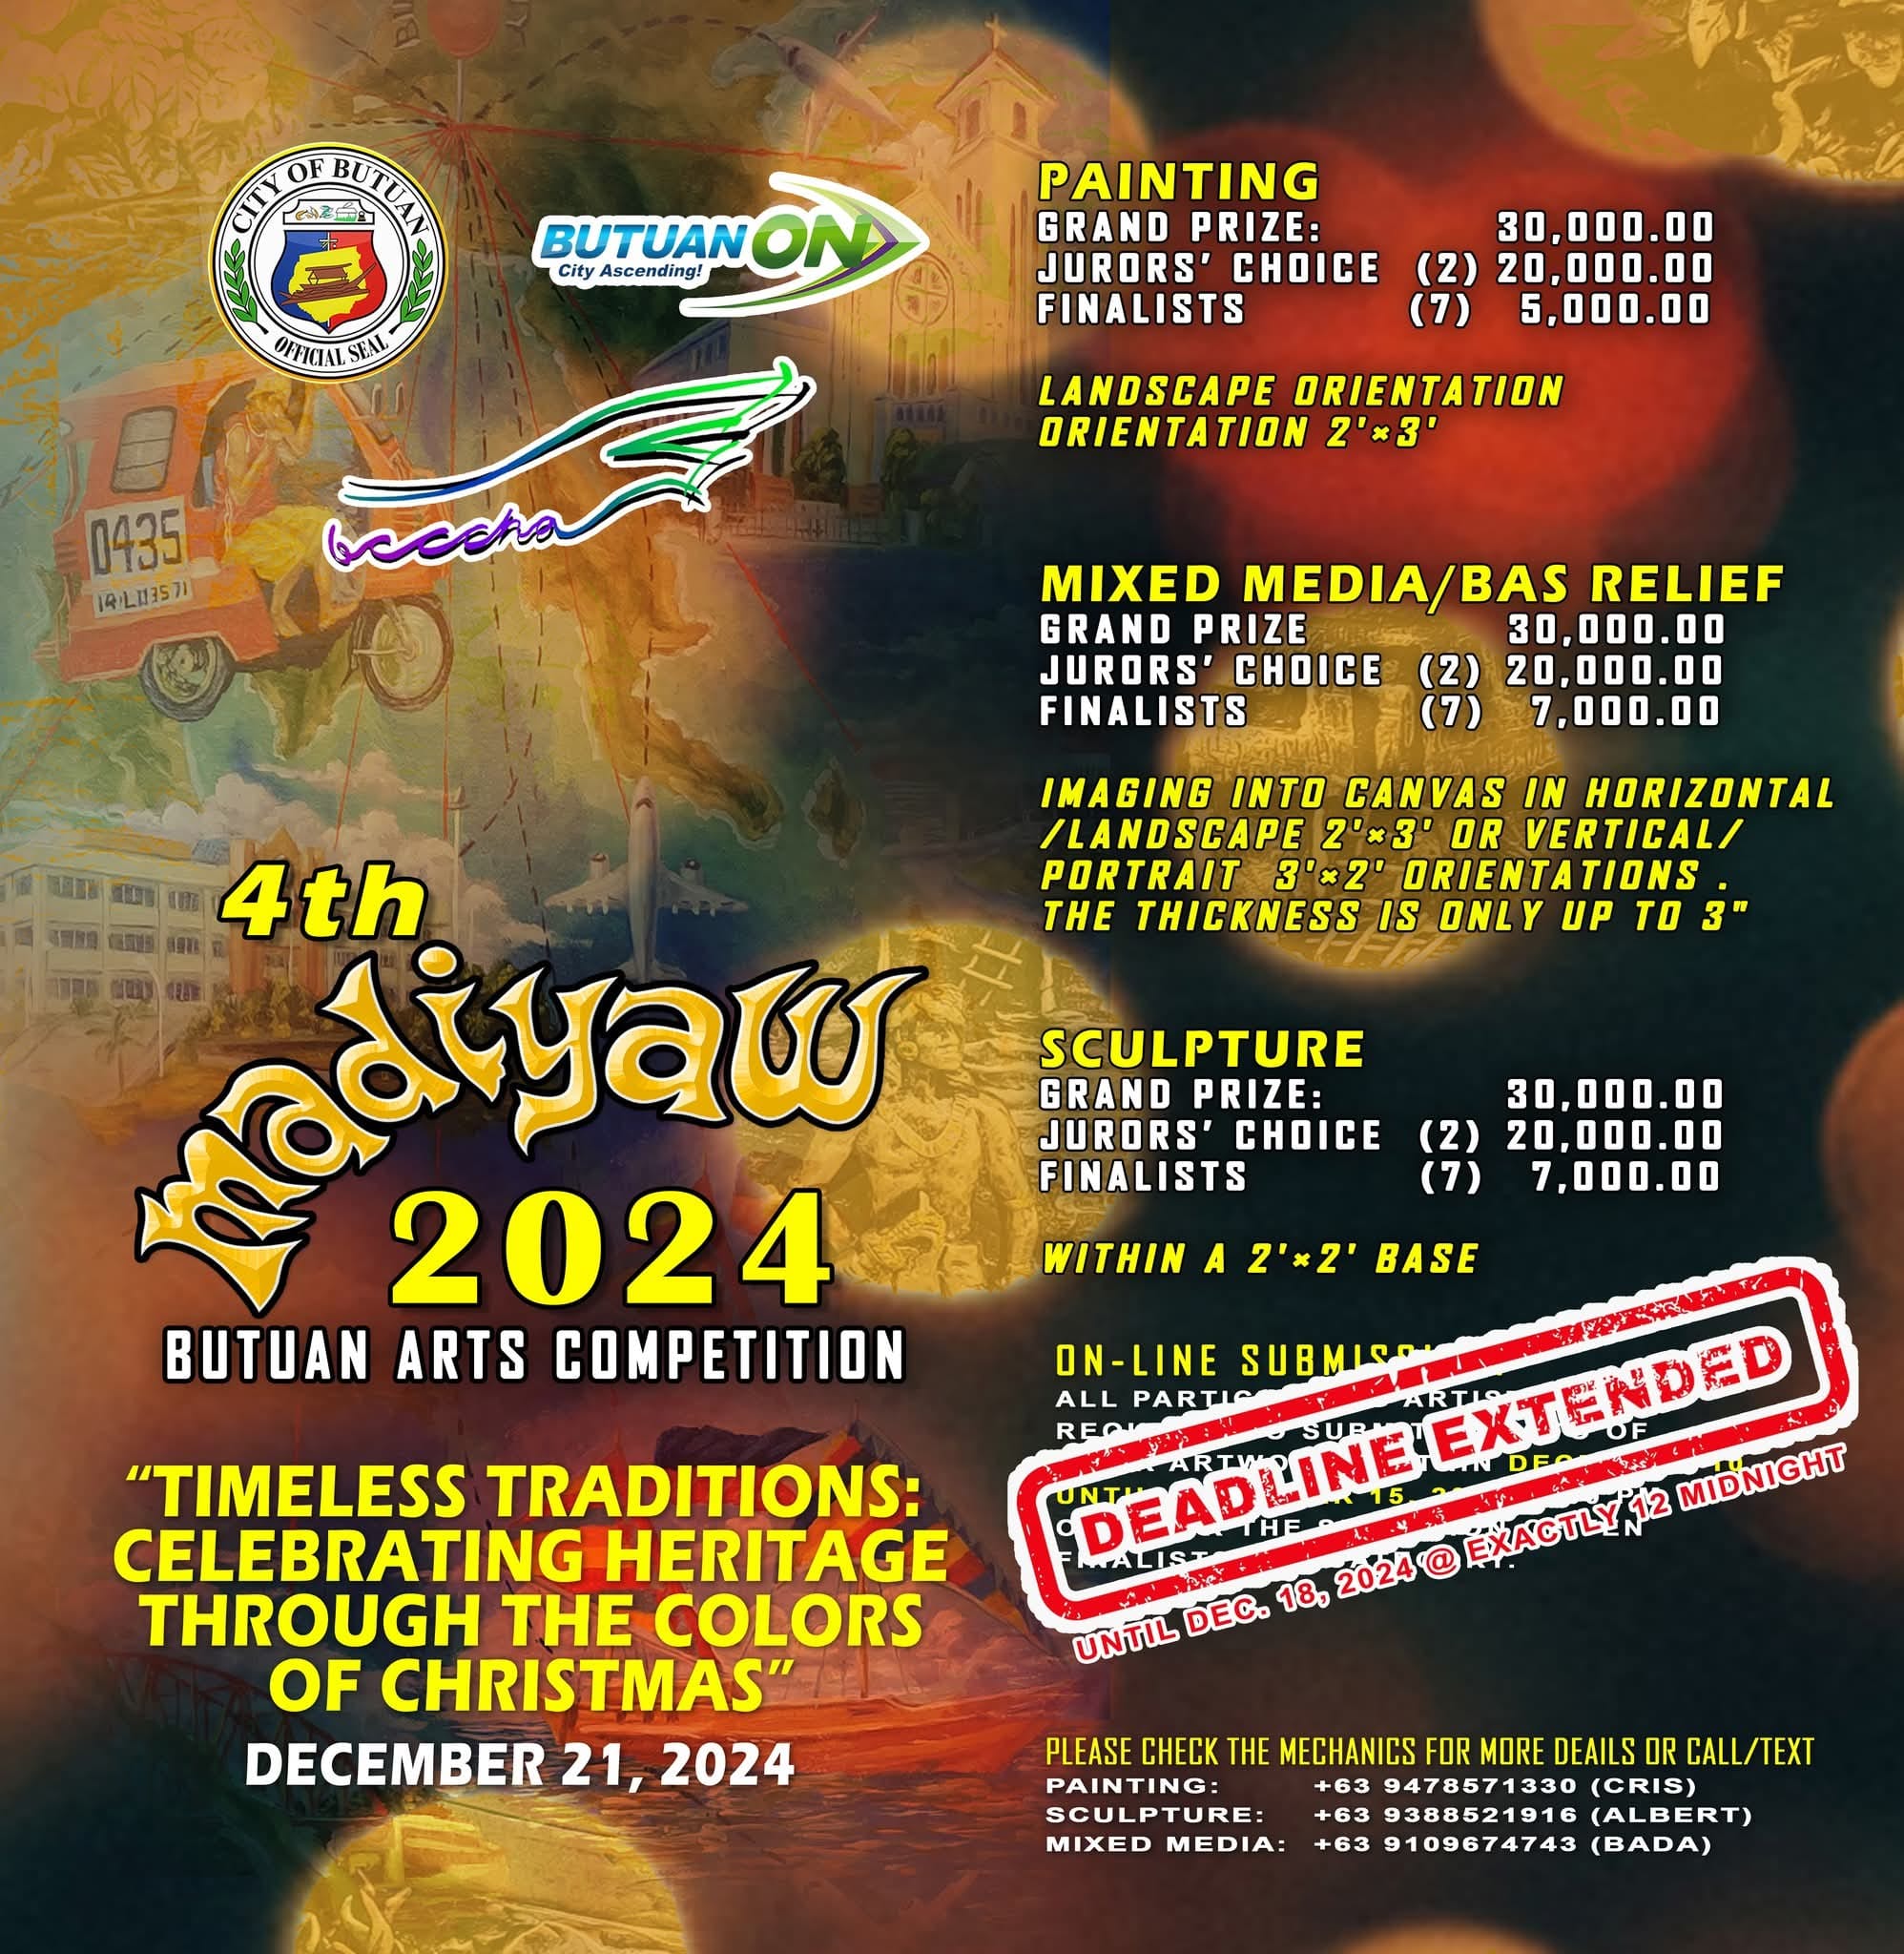 CITY OF BUTUAN
OFFICIAL SEAL
BUTUAN ON
City Ascending!
bcccha
0435
4th
madiyaw
2024
BUTUAN ARTS COMPETITION
“TIMELESS TRADITIONS:
CELEBRATING HERITAGE
THROUGH THE COLORS
OF CHRISTMAS”
DECEMBER 21, 2024
PAINTING
GRAND PRIZE: 30,000.00
JURORS’ CHOICE (2) 20,000.00
FINALISTS (7) 5,000.00
LANDSCAPE ORIENTATION
ORIENTATION 2'×3'
MIXED MEDIA/BAS RELIEF
GRAND PRIZE 30,000.00
JURORS’ CHOICE (2) 20,000.00
FINALISTS (7) 7,000.00
IMAGING INTO CANVAS IN HORIZONTAL
/LANDSCAPE 2'×3' OR VERTICAL/
PORTRAIT 3'×2' ORIENTATIONS .
THE THICKNESS IS ONLY UP TO 3"
SCULPTURE
GRAND PRIZE: 30,000.00
JURORS’ CHOICE (2) 20,000.00
FINALISTS (7) 7,000.00
WITHIN A 2'×2' BASE
ON-LINE
ALL
OF
15,
THE
DEADLINE EXTENDED
UNTIL DEC. 18, 2024 @ EXACTLY 12 MIDNIGHT
PLEASE CHECK THE MECHANICS FOR MORE DEAILS OR CALL/TEXT
PAINTING: +63 9478571330 (CRIS)
SCULPTURE: +63 9388521916 (ALBERT)
MIXED MEDIA: +63 9109674743 (BADA)